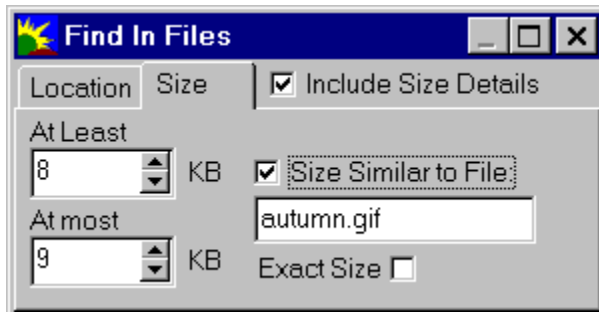 Find In Files
Location Size Include Size Details
At Least
8 KB Size Similar to File:
autumn.gif
At most
9 KB Exact Size